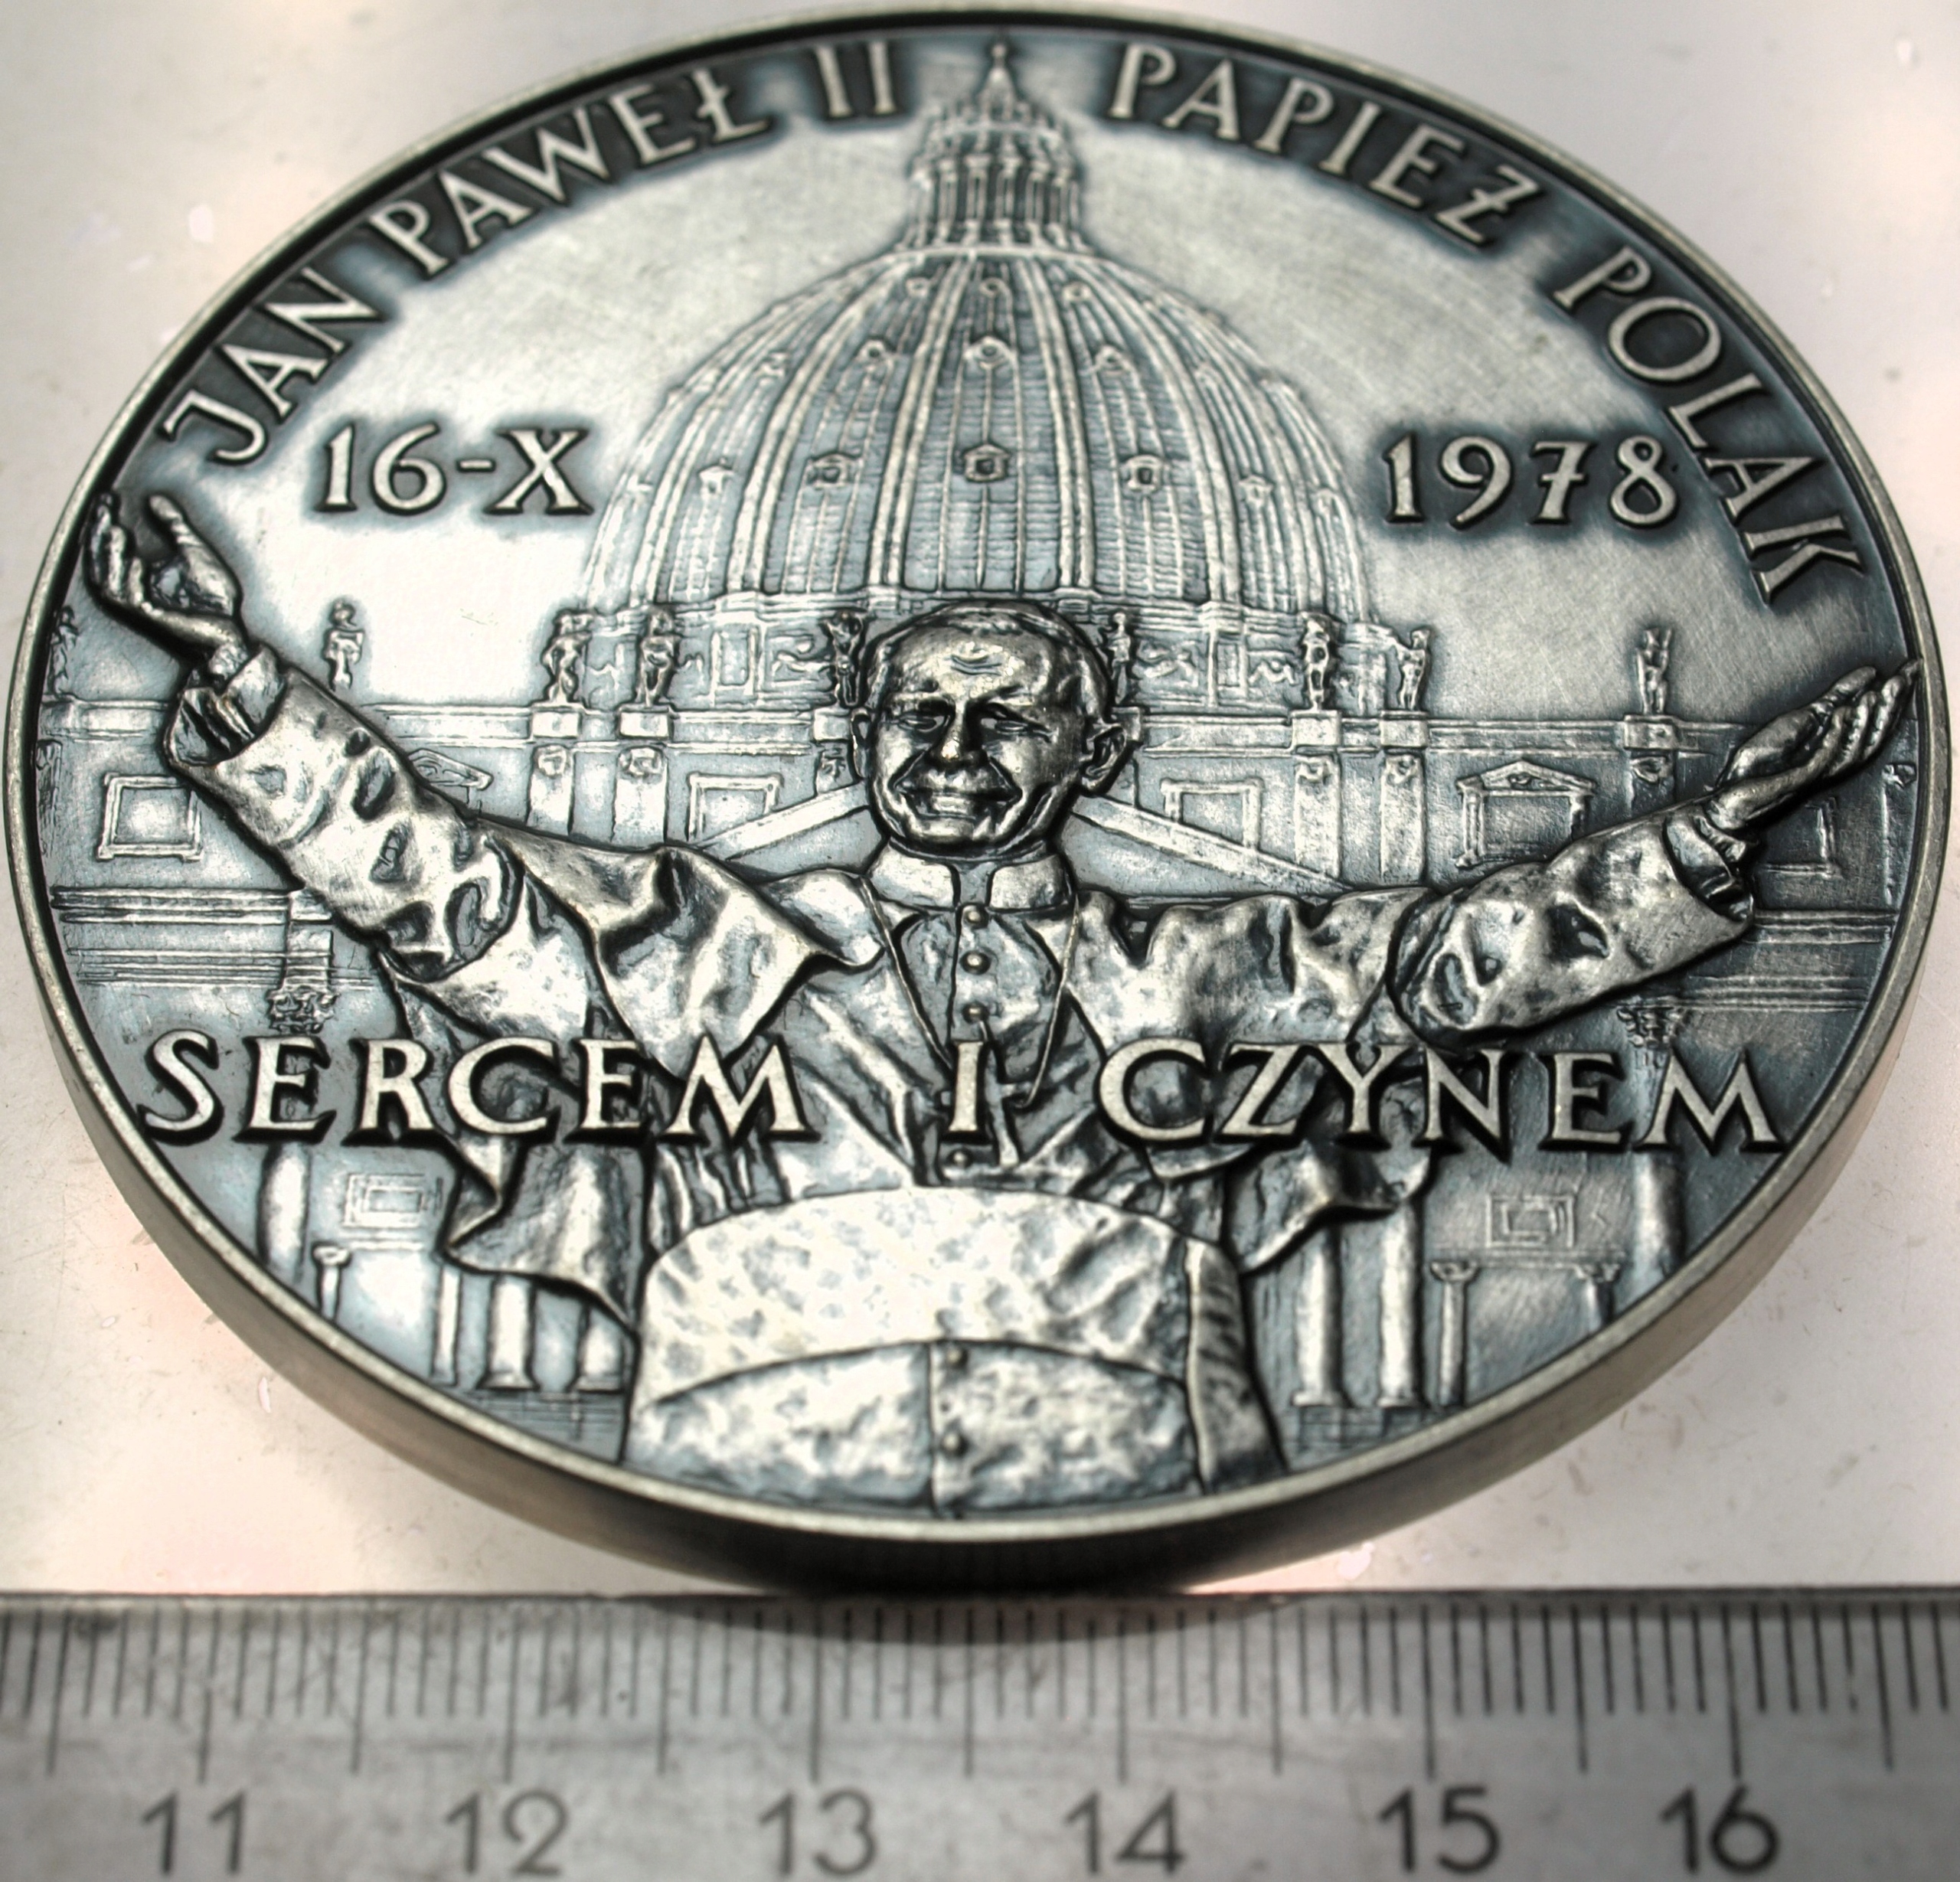 JAN PAWEŁ II PAPIEŻ POLAK
16-X 1978
SERCEM I CZYNEM
11 12 13 14 15 16